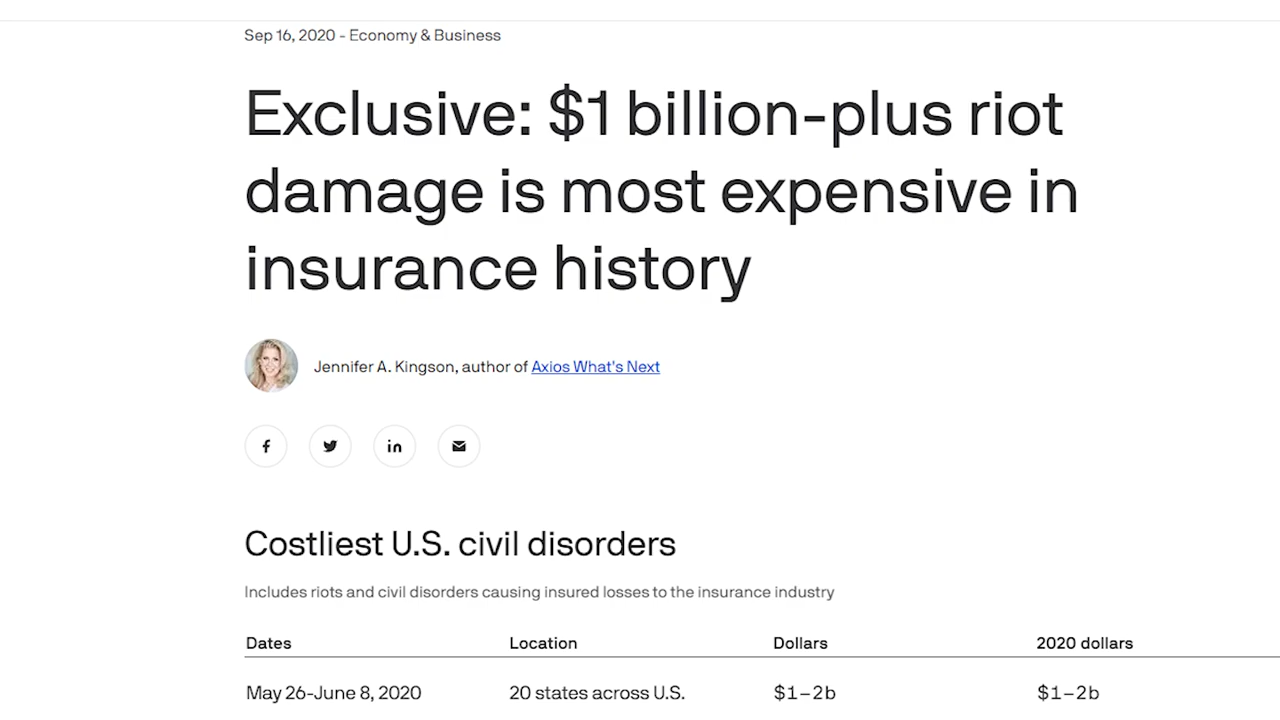 Sep 16, 2020 - Economy & Business
Exclusive: $1 billion-plus riot
damage is most expensive in
insurance history
Jennifer A. Kingson, author of Axios What's Next
Costliest U.S. civil disorders
Includes riots and civil disorders causing insured losses to the insurance industry
Dates Location Dollars 2020 dollars
May 26-June 8, 2020 20 states across U.S. $1–2b $1–2b